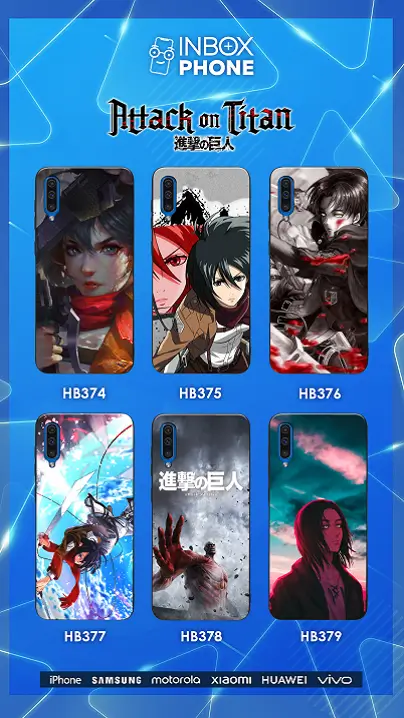 INBOX
PHONE
Attack on Titan
進撃の巨人
HB374
HB375
HB376
進撃の巨人
HB377
HB378
HB379
iPhone SAMSUNG motorola xiaomi HUAWEI vivo